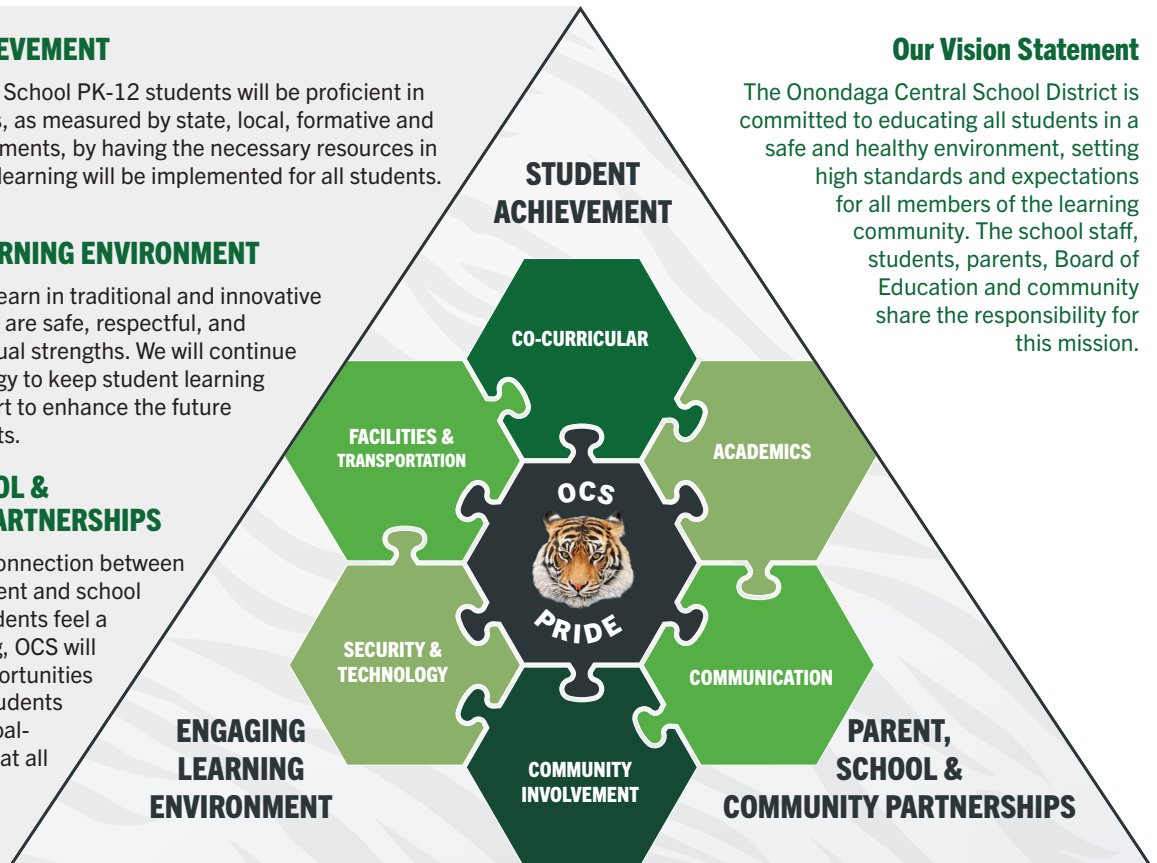 EVEMENT
School PK-12 students will be proficient in
s, as measured by state, local, formative and
ments, by having the necessary resources in
learning will be implemented for all students.
RNING ENVIRONMENT
earn in traditional and innovative
are safe, respectful, and
ual strengths. We will continue
gy to keep student learning
rt to enhance the future
ts.
OL &
ARTNERSHIPS
onnection between
ent and school
dents feel a
g, OCS will
ortunities
udents
oal-
at all
Our Vision Statement
The Onondaga Central School District is
committed to educating all students in a
safe and healthy environment, setting
high standards and expectations
for all members of the learning
community. The school staff,
students, parents, Board of
Education and community
share the responsibility for
this mission.
STUDENT
ACHIEVEMENT
CO-CURRICULAR
FACILITIES &
TRANSPORTATION
ACADEMICS
OCS
PRIDE
SECURITY &
TECHNOLOGY
COMMUNICATION
COMMUNITY
INVOLVEMENT
ENGAGING
LEARNING
ENVIRONMENT
PARENT,
SCHOOL &
COMMUNITY PARTNERSHIPS